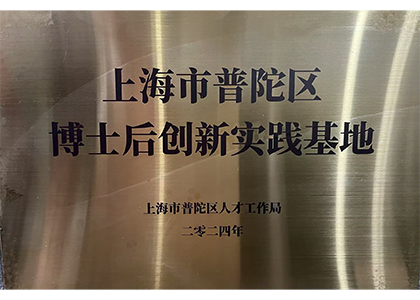 上海市普陀区
博士后创新实践基地
上海市普陀区人才工作局
二零二四年